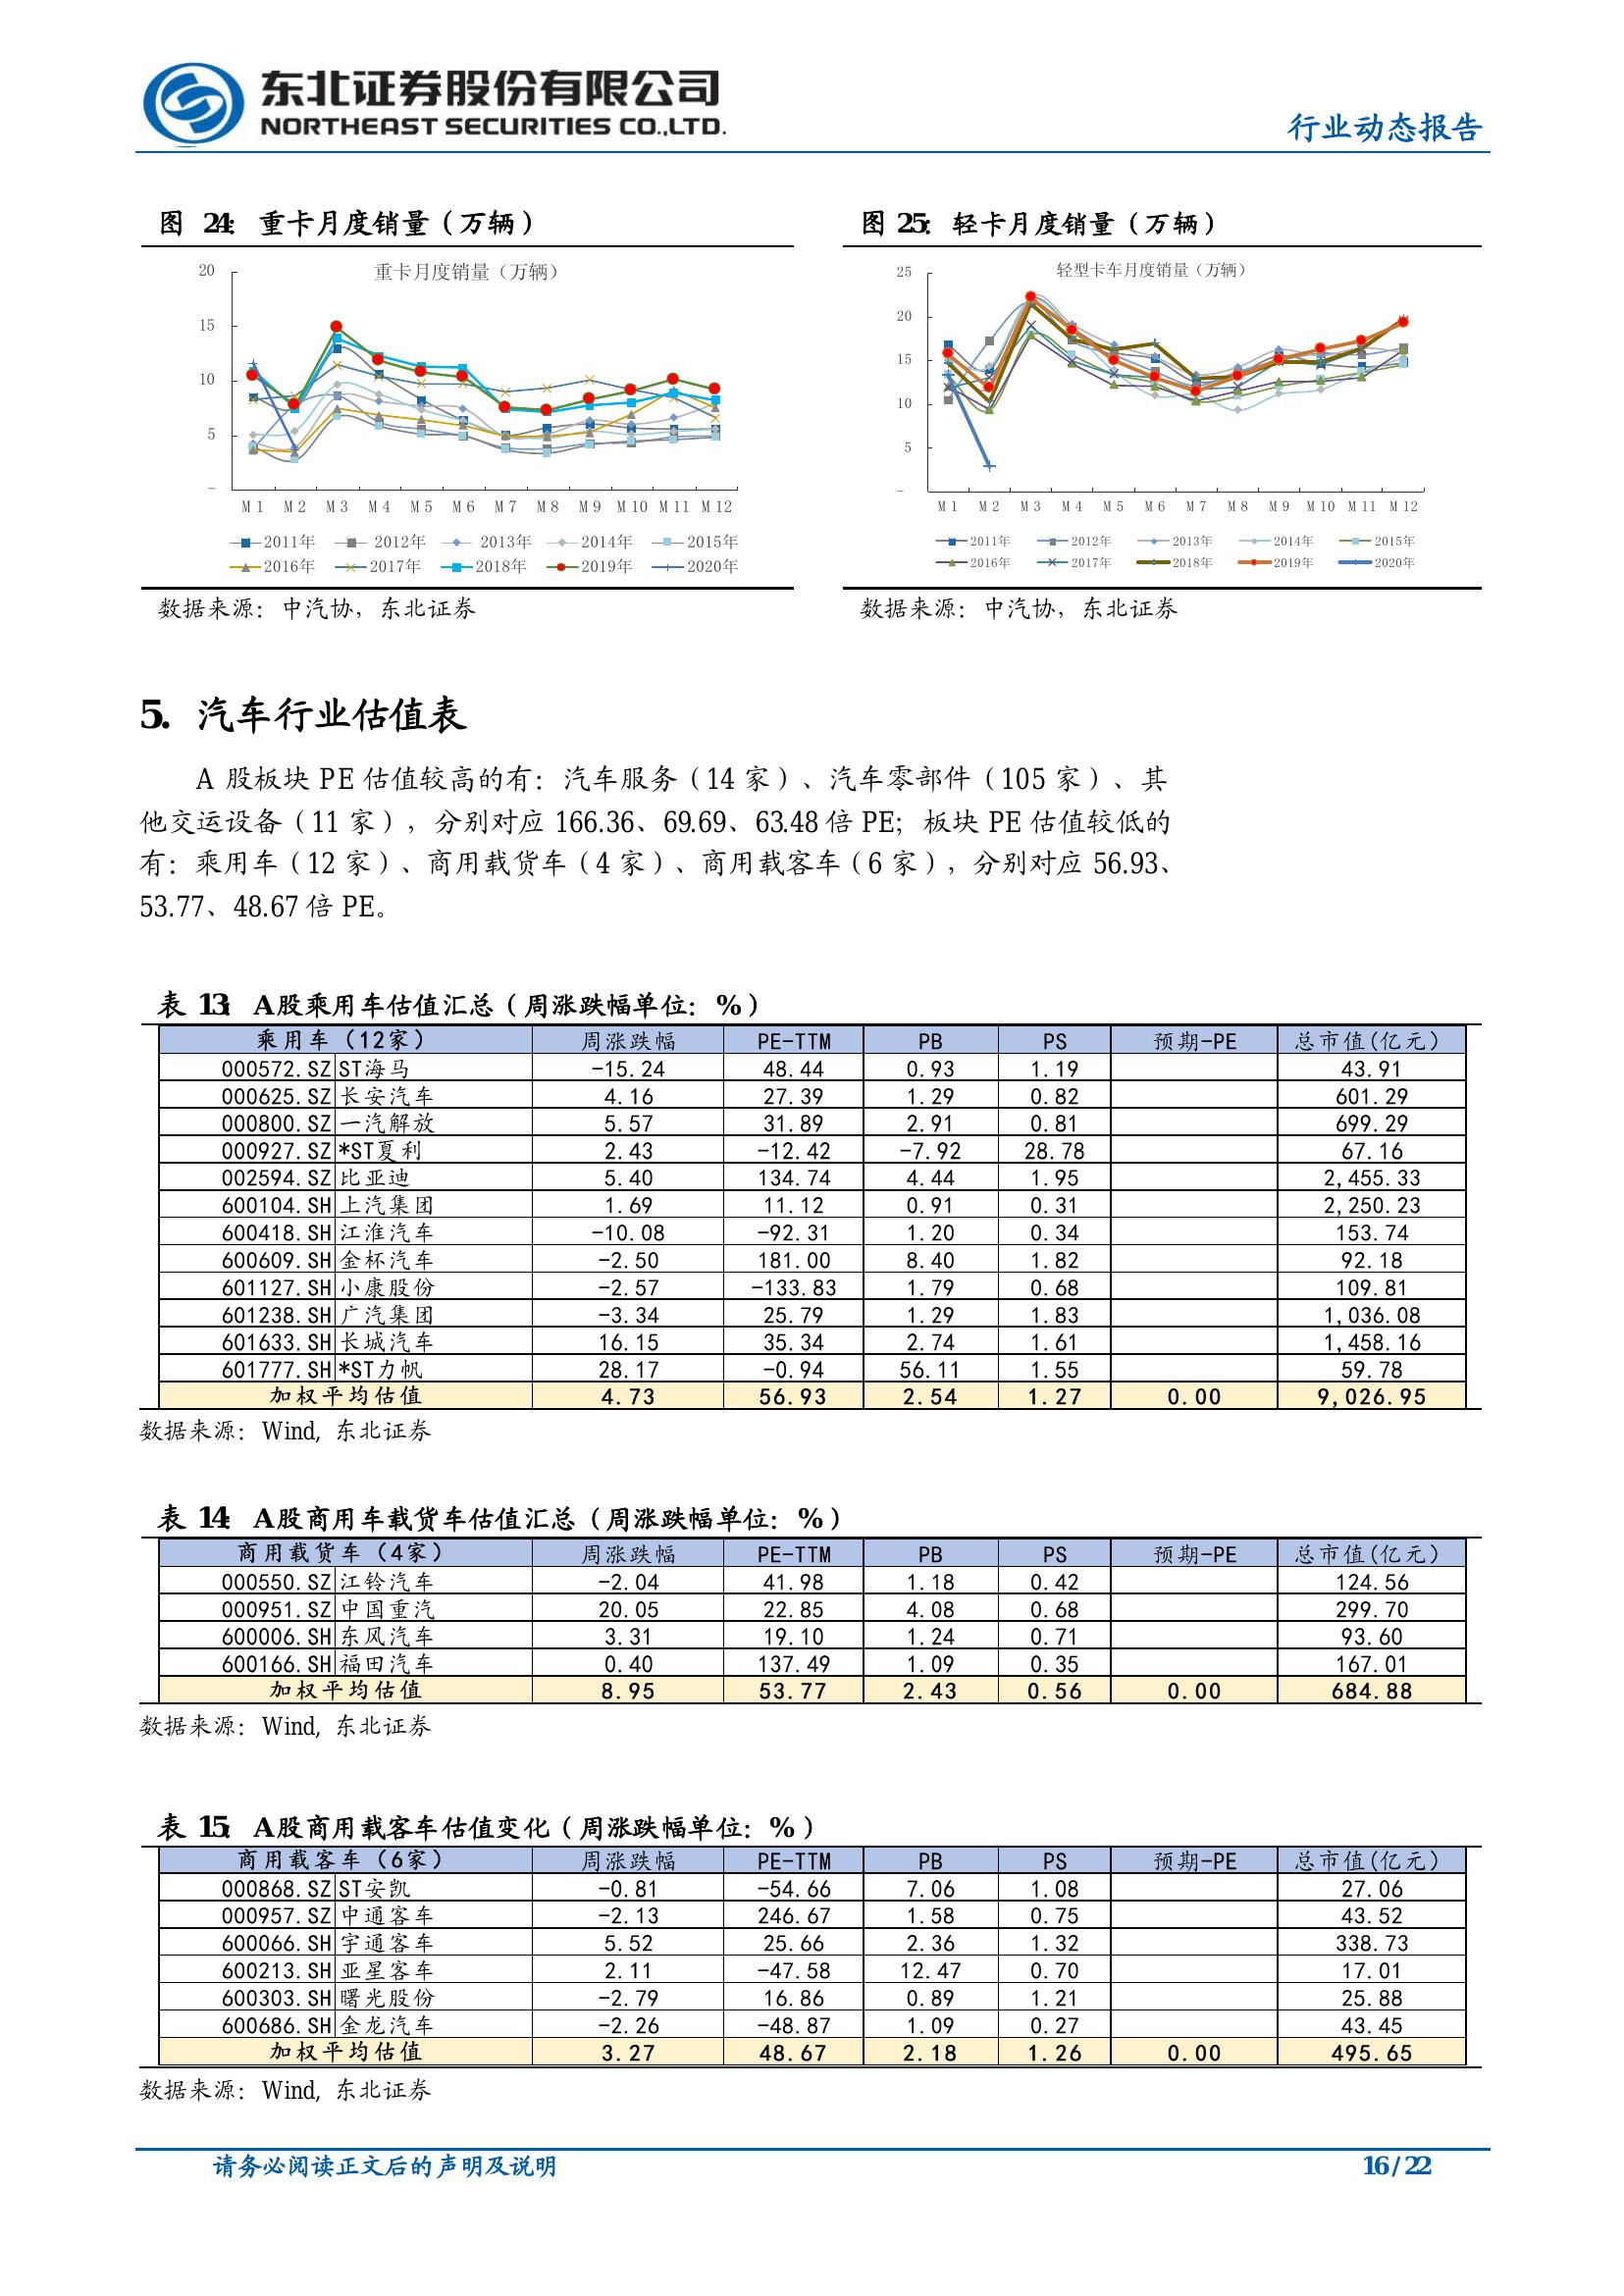 东北证券股份有限公司
NORTHEAST SECURITIES CO.,LTD.
行业动态报告
图 24: 重卡月度销量（万辆）
重卡月度销量（万辆）
20
15
10
5
–
M1 M2 M3 M4 M5 M6 M7 M8 M9 M10 M11 M12
2011年 2012年 2013年 2014年 2015年
2016年 2017年 2018年 2019年 2020年
数据来源：中汽协，东北证券
图 25: 轻卡月度销量（万辆）
轻型卡车月度销量（万辆）
25
20
15
10
5
–
M1 M2 M3 M4 M5 M6 M7 M8 M9 M10 M11 M12
2011年 2012年 2013年 2014年 2015年
2016年 2017年 2018年 2019年 2020年
数据来源：中汽协，东北证券
5. 汽车行业估值表
A 股板块 PE 估值较高的有：汽车服务（14 家）、汽车零部件（105 家）、其
他交运设备（11 家），分别对应 166.36、69.69、63.48 倍 PE；板块 PE 估值较低的
有：乘用车（12 家）、商用载货车（4 家）、商用载客车（6 家），分别对应 56.93、
53.77、48.67 倍 PE。
表 13: A股乘用车估值汇总（周涨跌幅单位：%）
乘用车（12家） 周涨跌幅 PE-TTM PB PS 预期-PE 总市值(亿元)
000572.SZ ST海马 -15.24 48.44 0.93 1.19 43.91
000625.SZ 长安汽车 4.16 27.39 1.29 0.82 601.29
000800.SZ 一汽解放 5.57 31.89 2.91 0.81 699.29
000927.SZ *ST夏利 2.43 -12.42 -7.92 28.78 67.16
002594.SZ 比亚迪 5.40 134.74 4.44 1.95 2,455.33
600104.SH 上汽集团 1.69 11.12 0.91 0.31 2,250.23
600418.SH 江淮汽车 -10.08 -92.31 1.20 0.34 153.74
600609.SH 金杯汽车 -2.50 181.00 8.40 1.82 92.18
601127.SH 小康股份 -2.57 -133.83 1.79 0.68 109.81
601238.SH 广汽集团 -3.34 25.79 1.29 1.83 1,036.08
601633.SH 长城汽车 16.15 35.34 2.74 1.61 1,458.16
601777.SH *ST力帆 28.17 -0.94 56.11 1.55 59.78
加权平均估值 4.73 56.93 2.54 1.27 0.00 9,026.95
数据来源：Wind, 东北证券
表 14: A股商用车载货车估值汇总（周涨跌幅单位：%）
商用载货车（4家） 周涨跌幅 PE-TTM PB PS 预期-PE 总市值(亿元)
000550.SZ 江铃汽车 -2.04 41.98 1.18 0.42 124.56
000951.SZ 中国重汽 20.05 22.85 4.08 0.68 299.70
600006.SH 东风汽车 3.31 19.10 1.24 0.71 93.60
600166.SH 福田汽车 0.40 137.49 1.09 0.35 167.01
加权平均估值 8.95 53.77 2.43 0.56 0.00 684.88
数据来源：Wind, 东北证券
表 15: A股商用载客车估值变化（周涨跌幅单位：%）
商用载客车（6家） 周涨跌幅 PE-TTM PB PS 预期-PE 总市值(亿元)
000868.SZ ST安凯 -0.81 -54.66 7.06 1.08 27.06
000957.SZ 中通客车 -2.13 246.67 1.58 0.75 43.52
600066.SH 宇通客车 5.52 25.66 2.36 1.32 338.73
600213.SH 亚星客车 2.11 -47.58 12.47 0.70 17.01
600303.SH 曙光股份 -2.79 16.86 0.89 1.21 25.88
600686.SH 金龙汽车 -2.26 -48.87 1.09 0.27 43.45
加权平均估值 3.27 48.67 2.18 1.26 0.00 495.65
数据来源：Wind, 东北证券
请务必阅读正文后的声明及说明
16 / 22